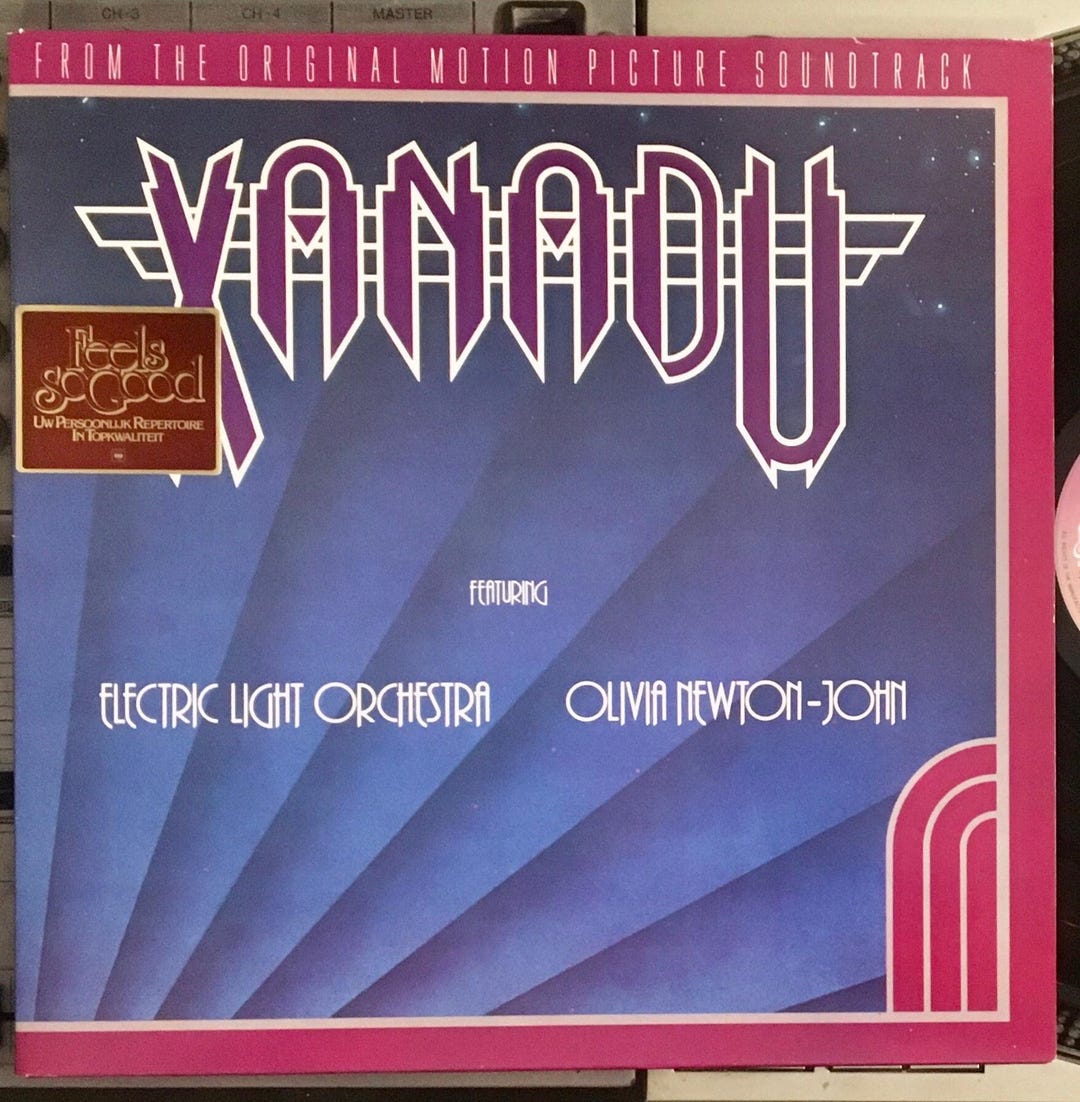 CH-3 CH-4 MASTER
FROM THE ORIGINAL MOTION PICTURE SOUNDTRACK
XANADU
Feels
so Good
UW PERSOONLIJK REPERTOIRE
IN TOPKWALITEIT
FEATURING
ELECTRIC LIGHT ORCHESTRA OLIVIA NEWTON-JOHN